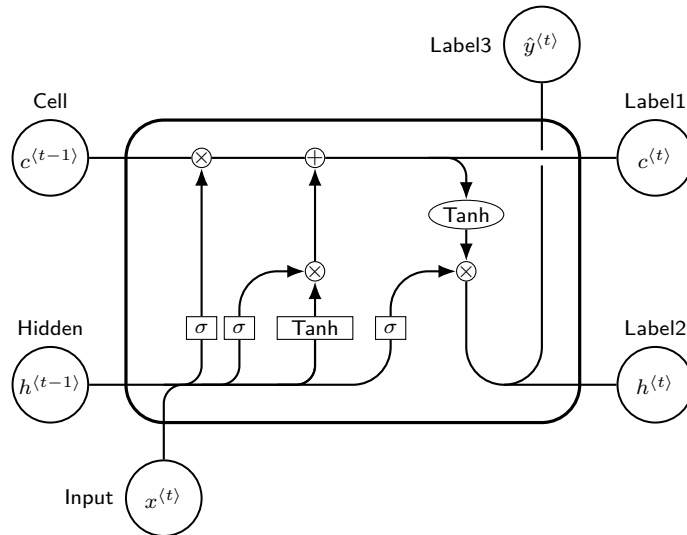 Label3
ŷ⟨t⟩
Cell
Label1
c⟨t−1⟩
×
+
c⟨t⟩
Tanh
×
×
Hidden
σ
σ
Tanh
σ
Label2
h⟨t−1⟩
h⟨t⟩
Input
x⟨t⟩